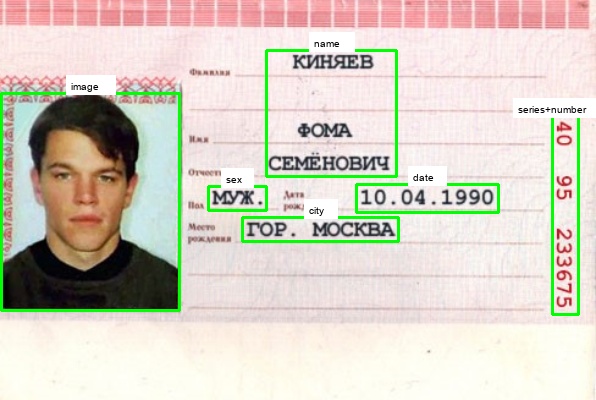 name
КИНЯЕВ
Фамилия
image
series+number
Имя
ФОМА
СЕМЁНОВИЧ
Отчество
sex
date
Пол
МУЖ.
Дата
10.04.1990
city
Место
рождения
ГОР. МОСКВА
40 95 233675